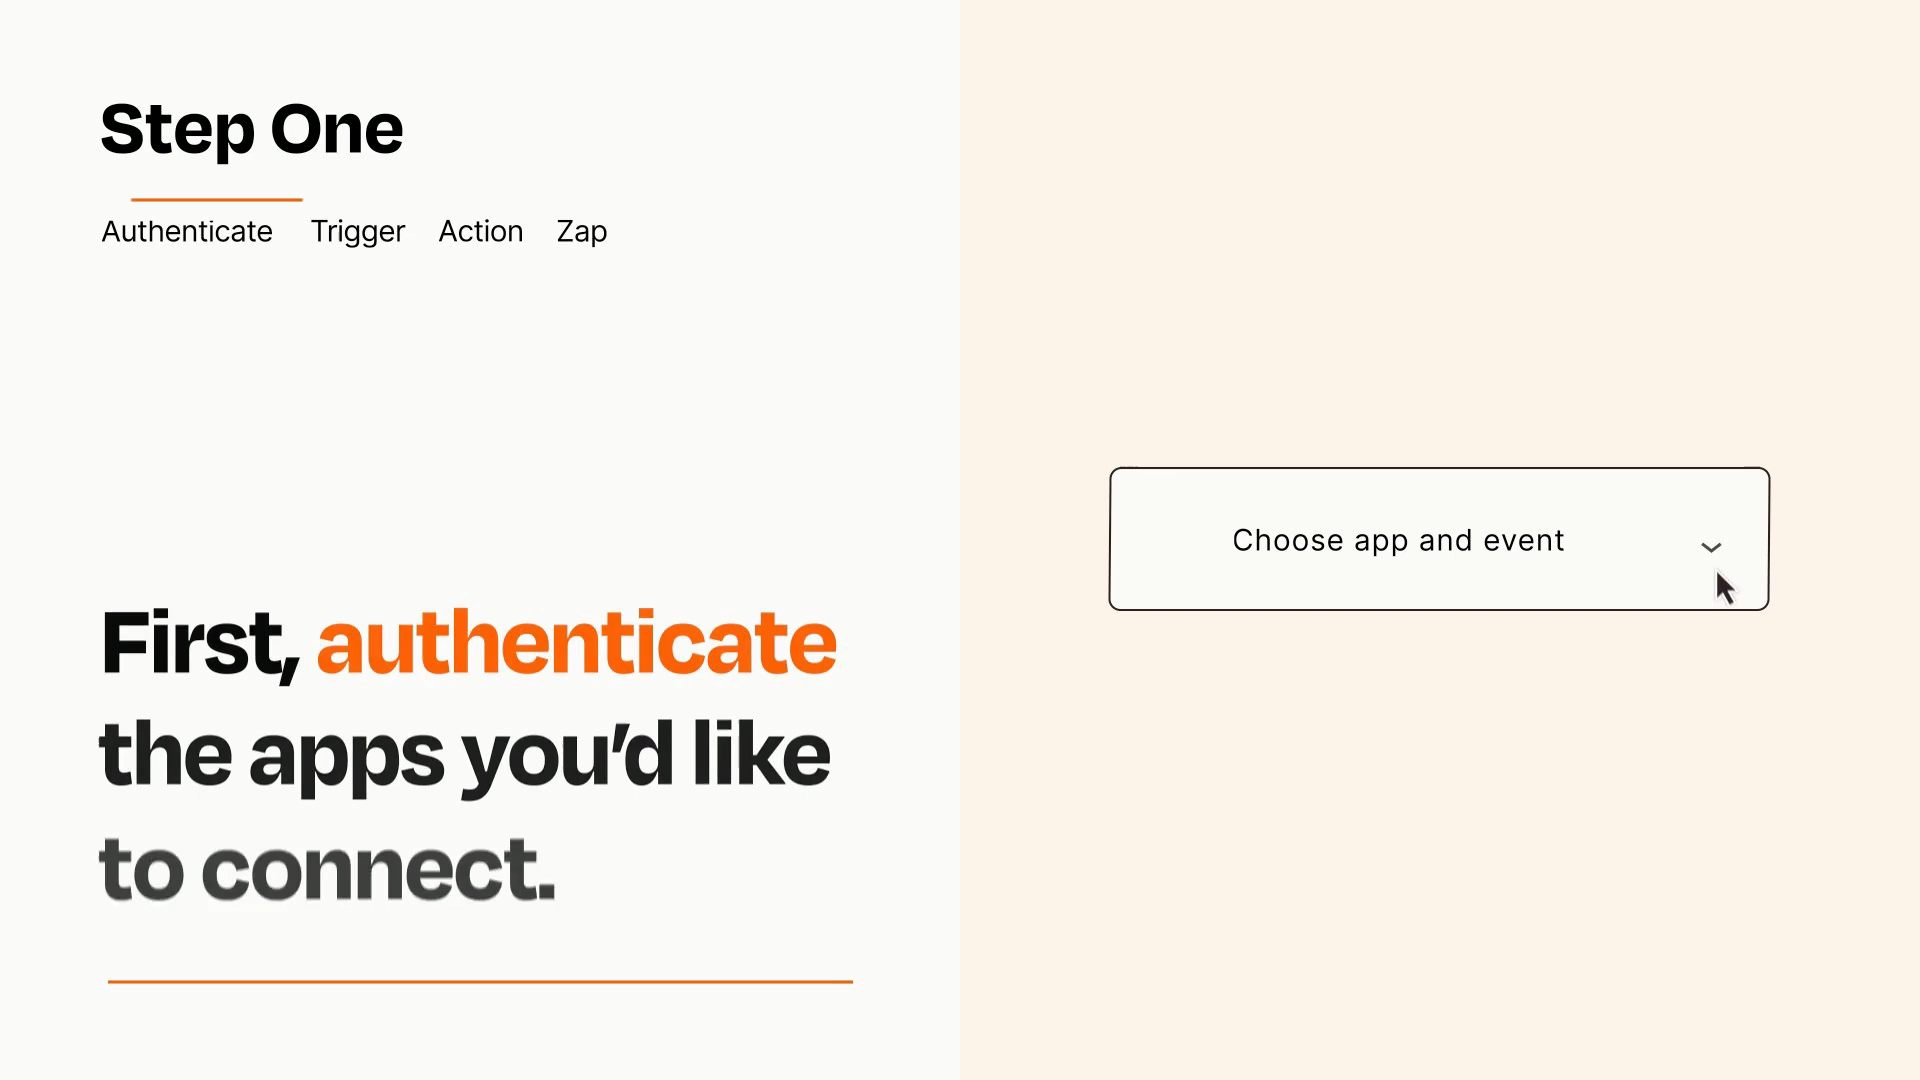 Step One
Authenticate Trigger Action Zap
First, authenticate
the apps you’d like
to connect.
Choose app and event